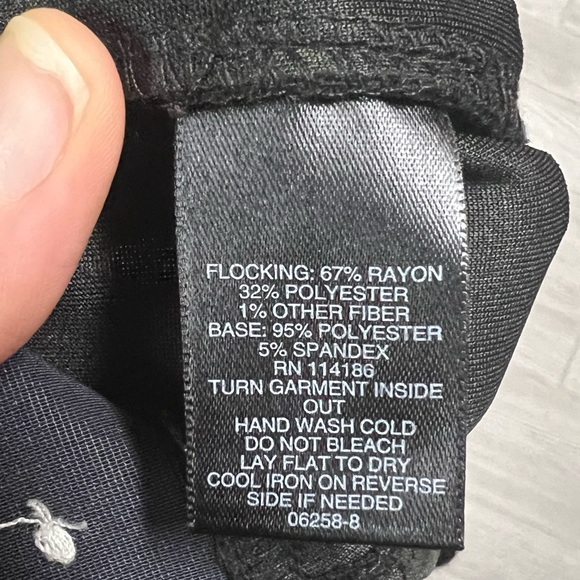 FLOCKING: 67% RAYON
32% POLYESTER
1% OTHER FIBER
BASE: 95% POLYESTER
5% SPANDEX
RN 114186
TURN GARMENT INSIDE
OUT
HAND WASH COLD
DO NOT BLEACH
LAY FLAT TO DRY
COOL IRON ON REVERSE
SIDE IF NEEDED
06258-8